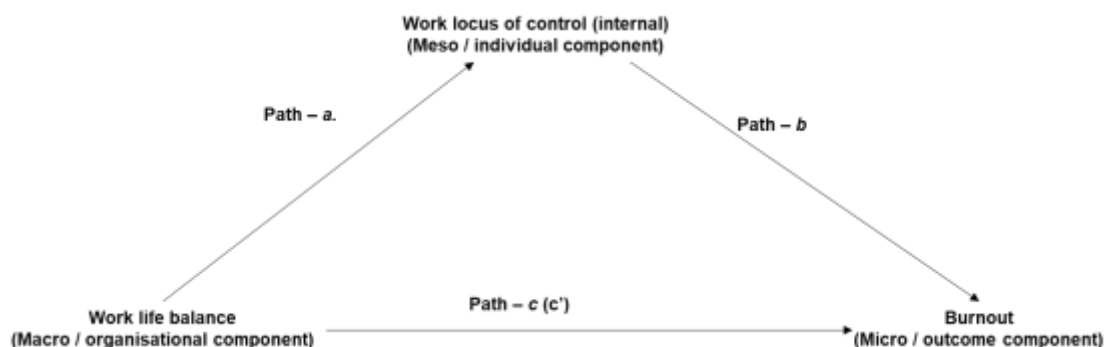 Work locus of control (internal)
(Meso / individual component)
Path – a.
Path – b
Path – c (c’)
Work life balance
(Macro / organisational component)
Burnout
(Micro / outcome component)